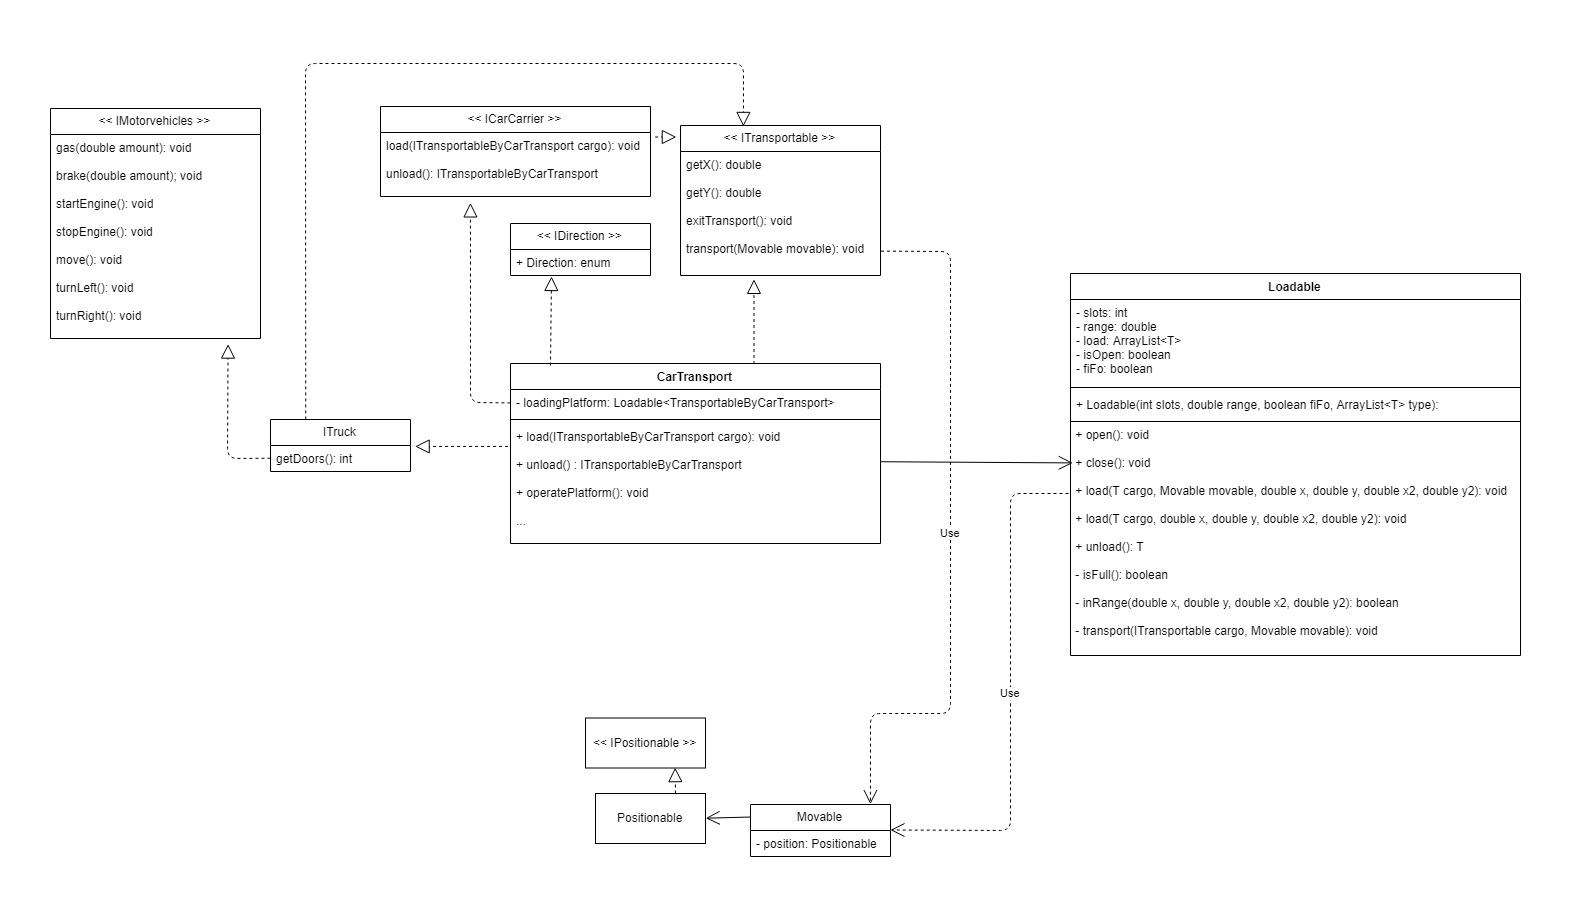 << IMotorvehicles >>
gas(double amount): void
brake(double amount); void
startEngine(): void
stopEngine(): void
move(): void
turnLeft(): void
turnRight(): void
<< ICarCarrier >>
load(ITransportableByCarTransport cargo): void
unload(): ITransportableByCarTransport
<< ITransportable >>
getX(): double
getY(): double
exitTransport(): void
transport(Movable movable): void
<< IDirection >>
+ Direction: enum
ITruck
getDoors(): int
CarTransport
- loadingPlatform: Loadable<TransportableByCarTransport>
+ load(ITransportableByCarTransport cargo): void
+ unload() : ITransportableByCarTransport
+ operatePlatform(): void
...
Loadable
- slots: int
- range: double
- load: ArrayList<T>
- isOpen: boolean
- fiFo: boolean
+ Loadable(int slots, double range, boolean fiFo, ArrayList<T> type):
+ open(): void
+ close(): void
+ load(T cargo, Movable movable, double x, double y, double x2, double y2): void
+ load(T cargo, double x, double y, double x2, double y2): void
+ unload(): T
- isFull(): boolean
- inRange(double x, double y, double x2, double y2): boolean
- transport(ITransportable cargo, Movable movable): void
Use
Use
<< IPositionable >>
Positionable
Movable
- position: Positionable